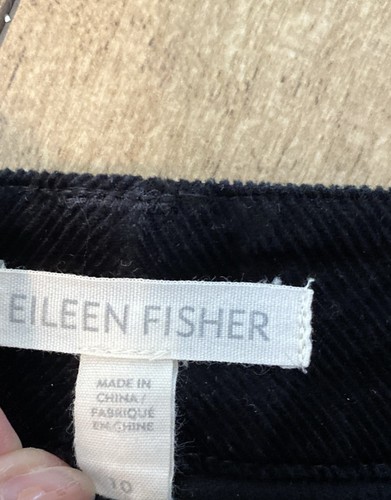 EILEEN FISHER
MADE IN
CHINA/
FABRIQUÉ
EN CHINE
10